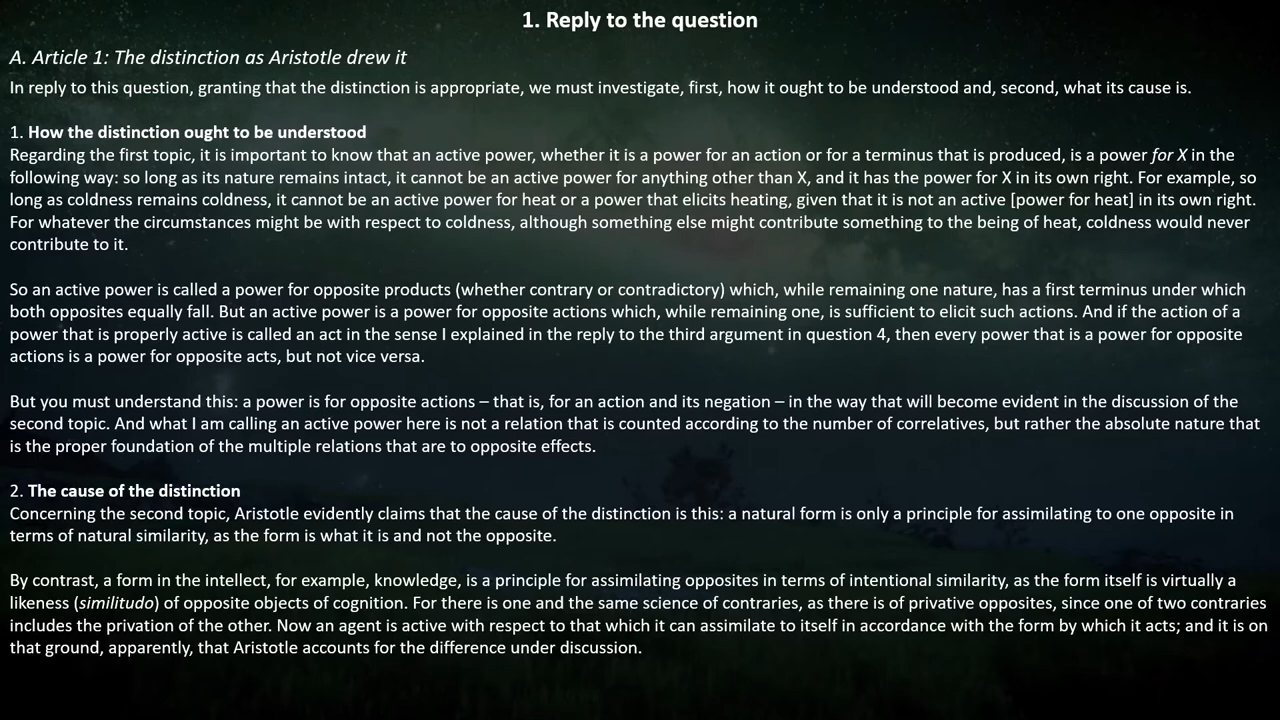 1. Reply to the question
A. Article 1: The distinction as Aristotle drew it
In reply to this question, granting that the distinction is appropriate, we must investigate, first, how it ought to be understood and, second, what its cause is.
1. How the distinction ought to be understood
Regarding the first topic, it is important to know that an active power, whether it is a power for an action or for a terminus that is produced, is a power for X in the
following way: so long as its nature remains intact, it cannot be an active power for anything other than X, and it has the power for X in its own right. For example, so
long as coldness remains coldness, it cannot be an active power for heat or a power that elicits heating, given that it is not an active [power for heat] in its own right.
For whatever the circumstances might be with respect to coldness, although something else might contribute something to the being of heat, coldness would never
contribute to it.
So an active power is called a power for opposite products (whether contrary or contradictory) which, while remaining one nature, has a first terminus under which
both opposites equally fall. But an active power is a power for opposite actions which, while remaining one, is sufficient to elicit such actions. And if the action of a
power that is properly active is called an act in the sense I explained in the reply to the third argument in question 4, then every power that is a power for opposite
actions is a power for opposite acts, but not vice versa.
But you must understand this: a power is for opposite actions – that is, for an action and its negation – in the way that will become evident in the discussion of the
second topic. And what I am calling an active power here is not a relation that is counted according to the number of correlatives, but rather the absolute nature that
is the proper foundation of the multiple relations that are to opposite effects.
2. The cause of the distinction
Concerning the second topic, Aristotle evidently claims that the cause of the distinction is this: a natural form is only a principle for assimilating to one opposite in
terms of natural similarity, as the form is what it is and not the opposite.
By contrast, a form in the intellect, for example, knowledge, is a principle for assimilating opposites in terms of intentional similarity, as the form itself is virtually a
likeness (similitudo) of opposite objects of cognition. For there is one and the same science of contraries, as there is of privative opposites, since one of two contraries
includes the privation of the other. Now an agent is active with respect to that which it can assimilate to itself in accordance with the form by which it acts; and it is on
that ground, apparently, that Aristotle accounts for the difference under discussion.